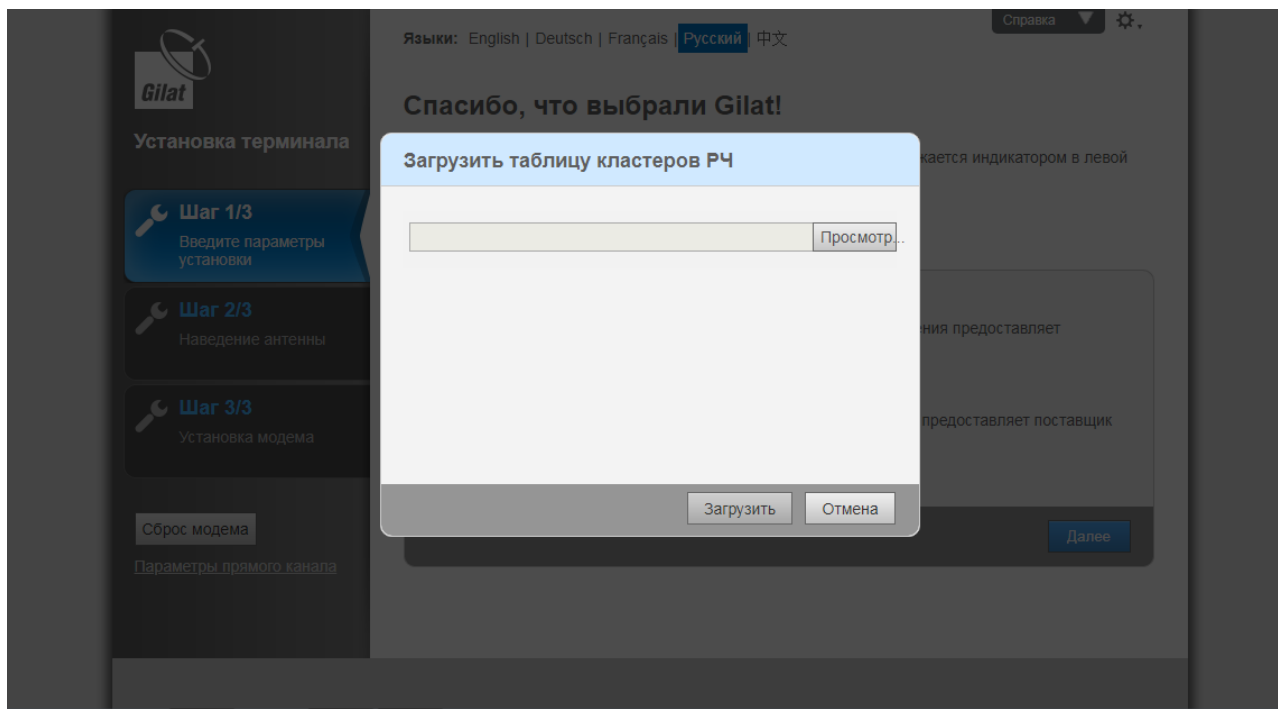 Gilat
Установка терминала
Шаг 1/3
Введите параметры
установки
Шаг 2/3
Наведение антенны
Шаг 3/3
Установка модема
Сброс модема
Параметры прямого канала
Языки: English | Deutsch | Français | Русский | 中文
Справка
Спасибо, что выбрали Gilat!
жается индикатором в левой
ния предоставляет
предоставляет поставщик
Далее
Загрузить таблицу кластеров РЧ
Просмотр...
Загрузить
Отмена